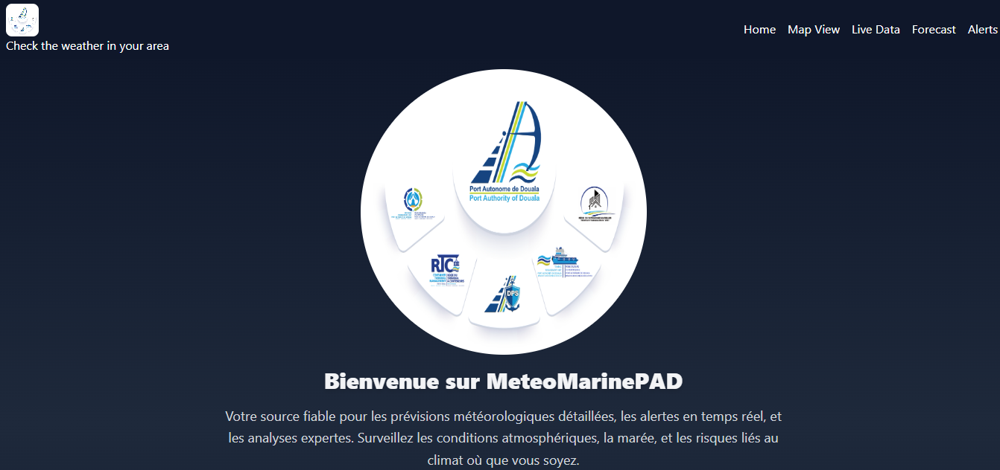 Check the weather in your area
Home Map View Live Data Forecast Alerts
Port Autonome de Douala
Port Authority of Douala
RTC
DPS
Bienvenue sur MeteoMarinePAD
Votre source fiable pour les prévisions météorologiques détaillées, les alertes en temps réel, et
les analyses expertes. Surveillez les conditions atmosphériques, la marée, et les risques liés au
climat où que vous soyez.